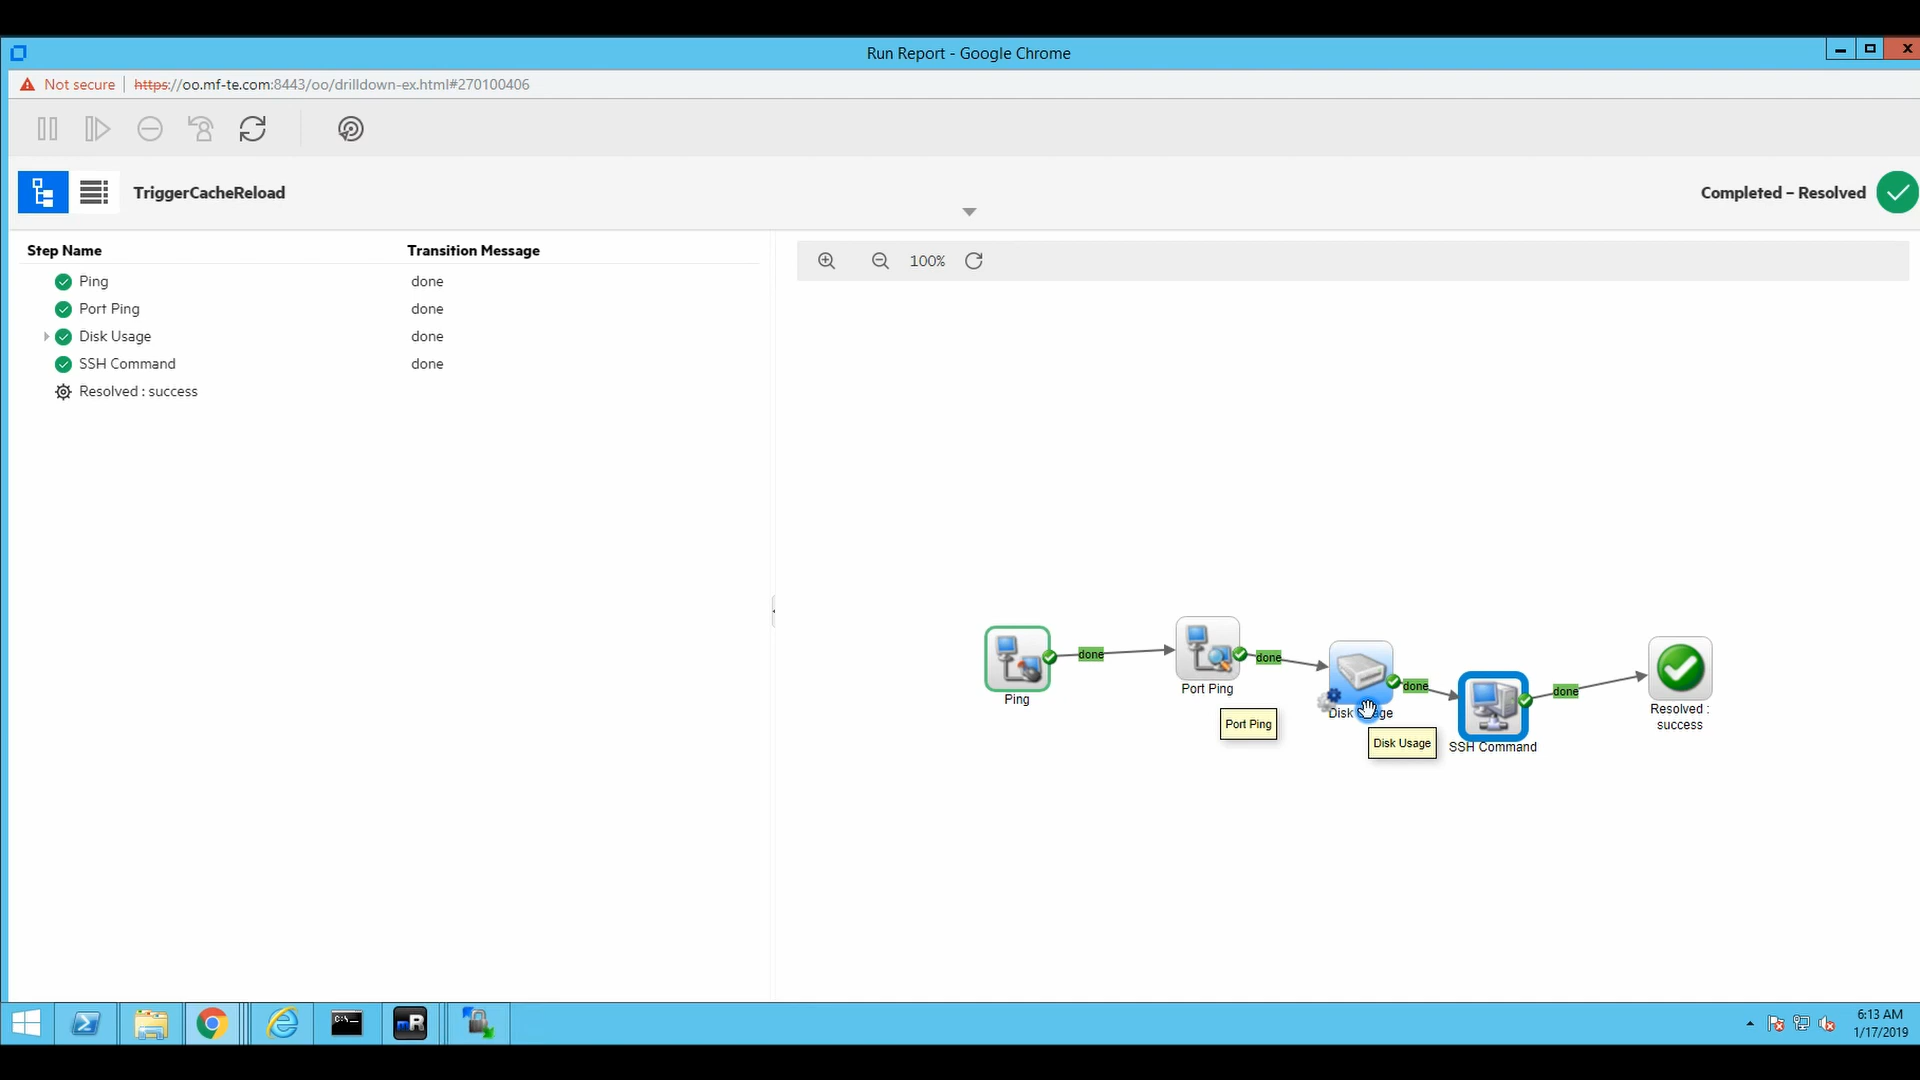 Run Report - Google Chrome
Not secure
https://oo.mf-te.com:8443/oo/drilldown-ex.html#270100406
TriggerCacheReload
Completed – Resolved
Step Name
Transition Message
Ping
done
Port Ping
done
Disk Usage
done
SSH Command
done
Resolved : success
100%
done
done
done
done
Ping
Port Ping
Port Ping
Disk Usage
SSH Command
Resolved :
success
C:\>_
mR
6:13 AM
1/17/2019